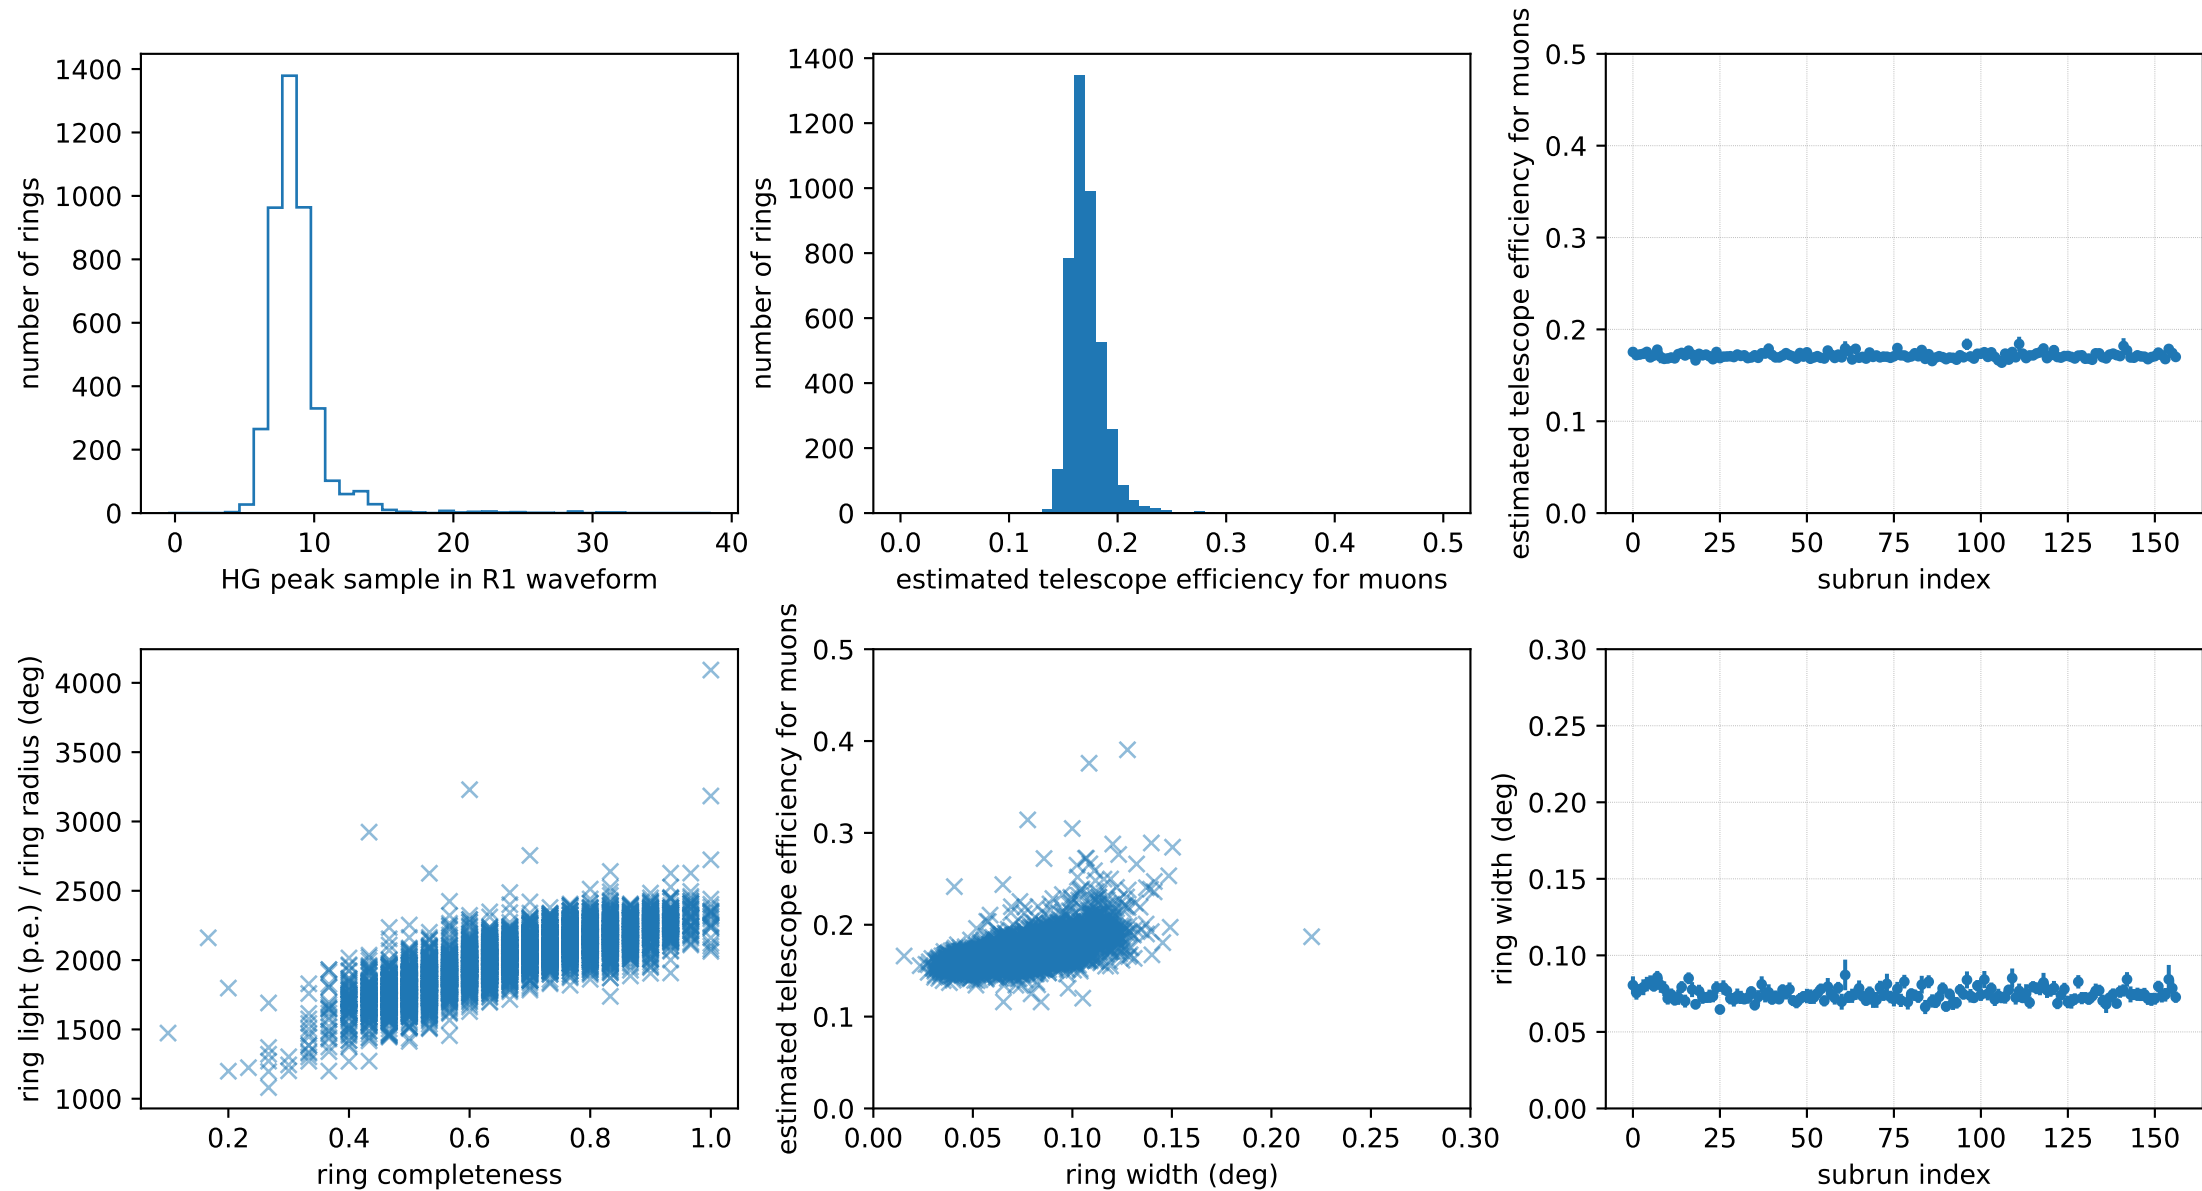 number of rings
1400
1200
1000
800
600
400
200
0
0 10 20 30 40
HG peak sample in R1 waveform
number of rings
1400
1200
1000
800
600
400
200
0
0.0 0.1 0.2 0.3 0.4 0.5
estimated telescope efficiency for muons
estimated telescope efficiency for muons
0.5
0.4
0.3
0.2
0.1
0.0
0 25 50 75 100 125 150
subrun index
ring light (p.e.) / ring radius (deg)
4000
3500
3000
2500
2000
1500
1000
0.2 0.4 0.6 0.8 1.0
ring completeness
estimated telescope efficiency for muons
0.5
0.4
0.3
0.2
0.1
0.0
0.00 0.05 0.10 0.15 0.20 0.25 0.30
ring width (deg)
ring width (deg)
0.30
0.25
0.20
0.15
0.10
0.05
0.00
0 25 50 75 100 125 150
subrun index